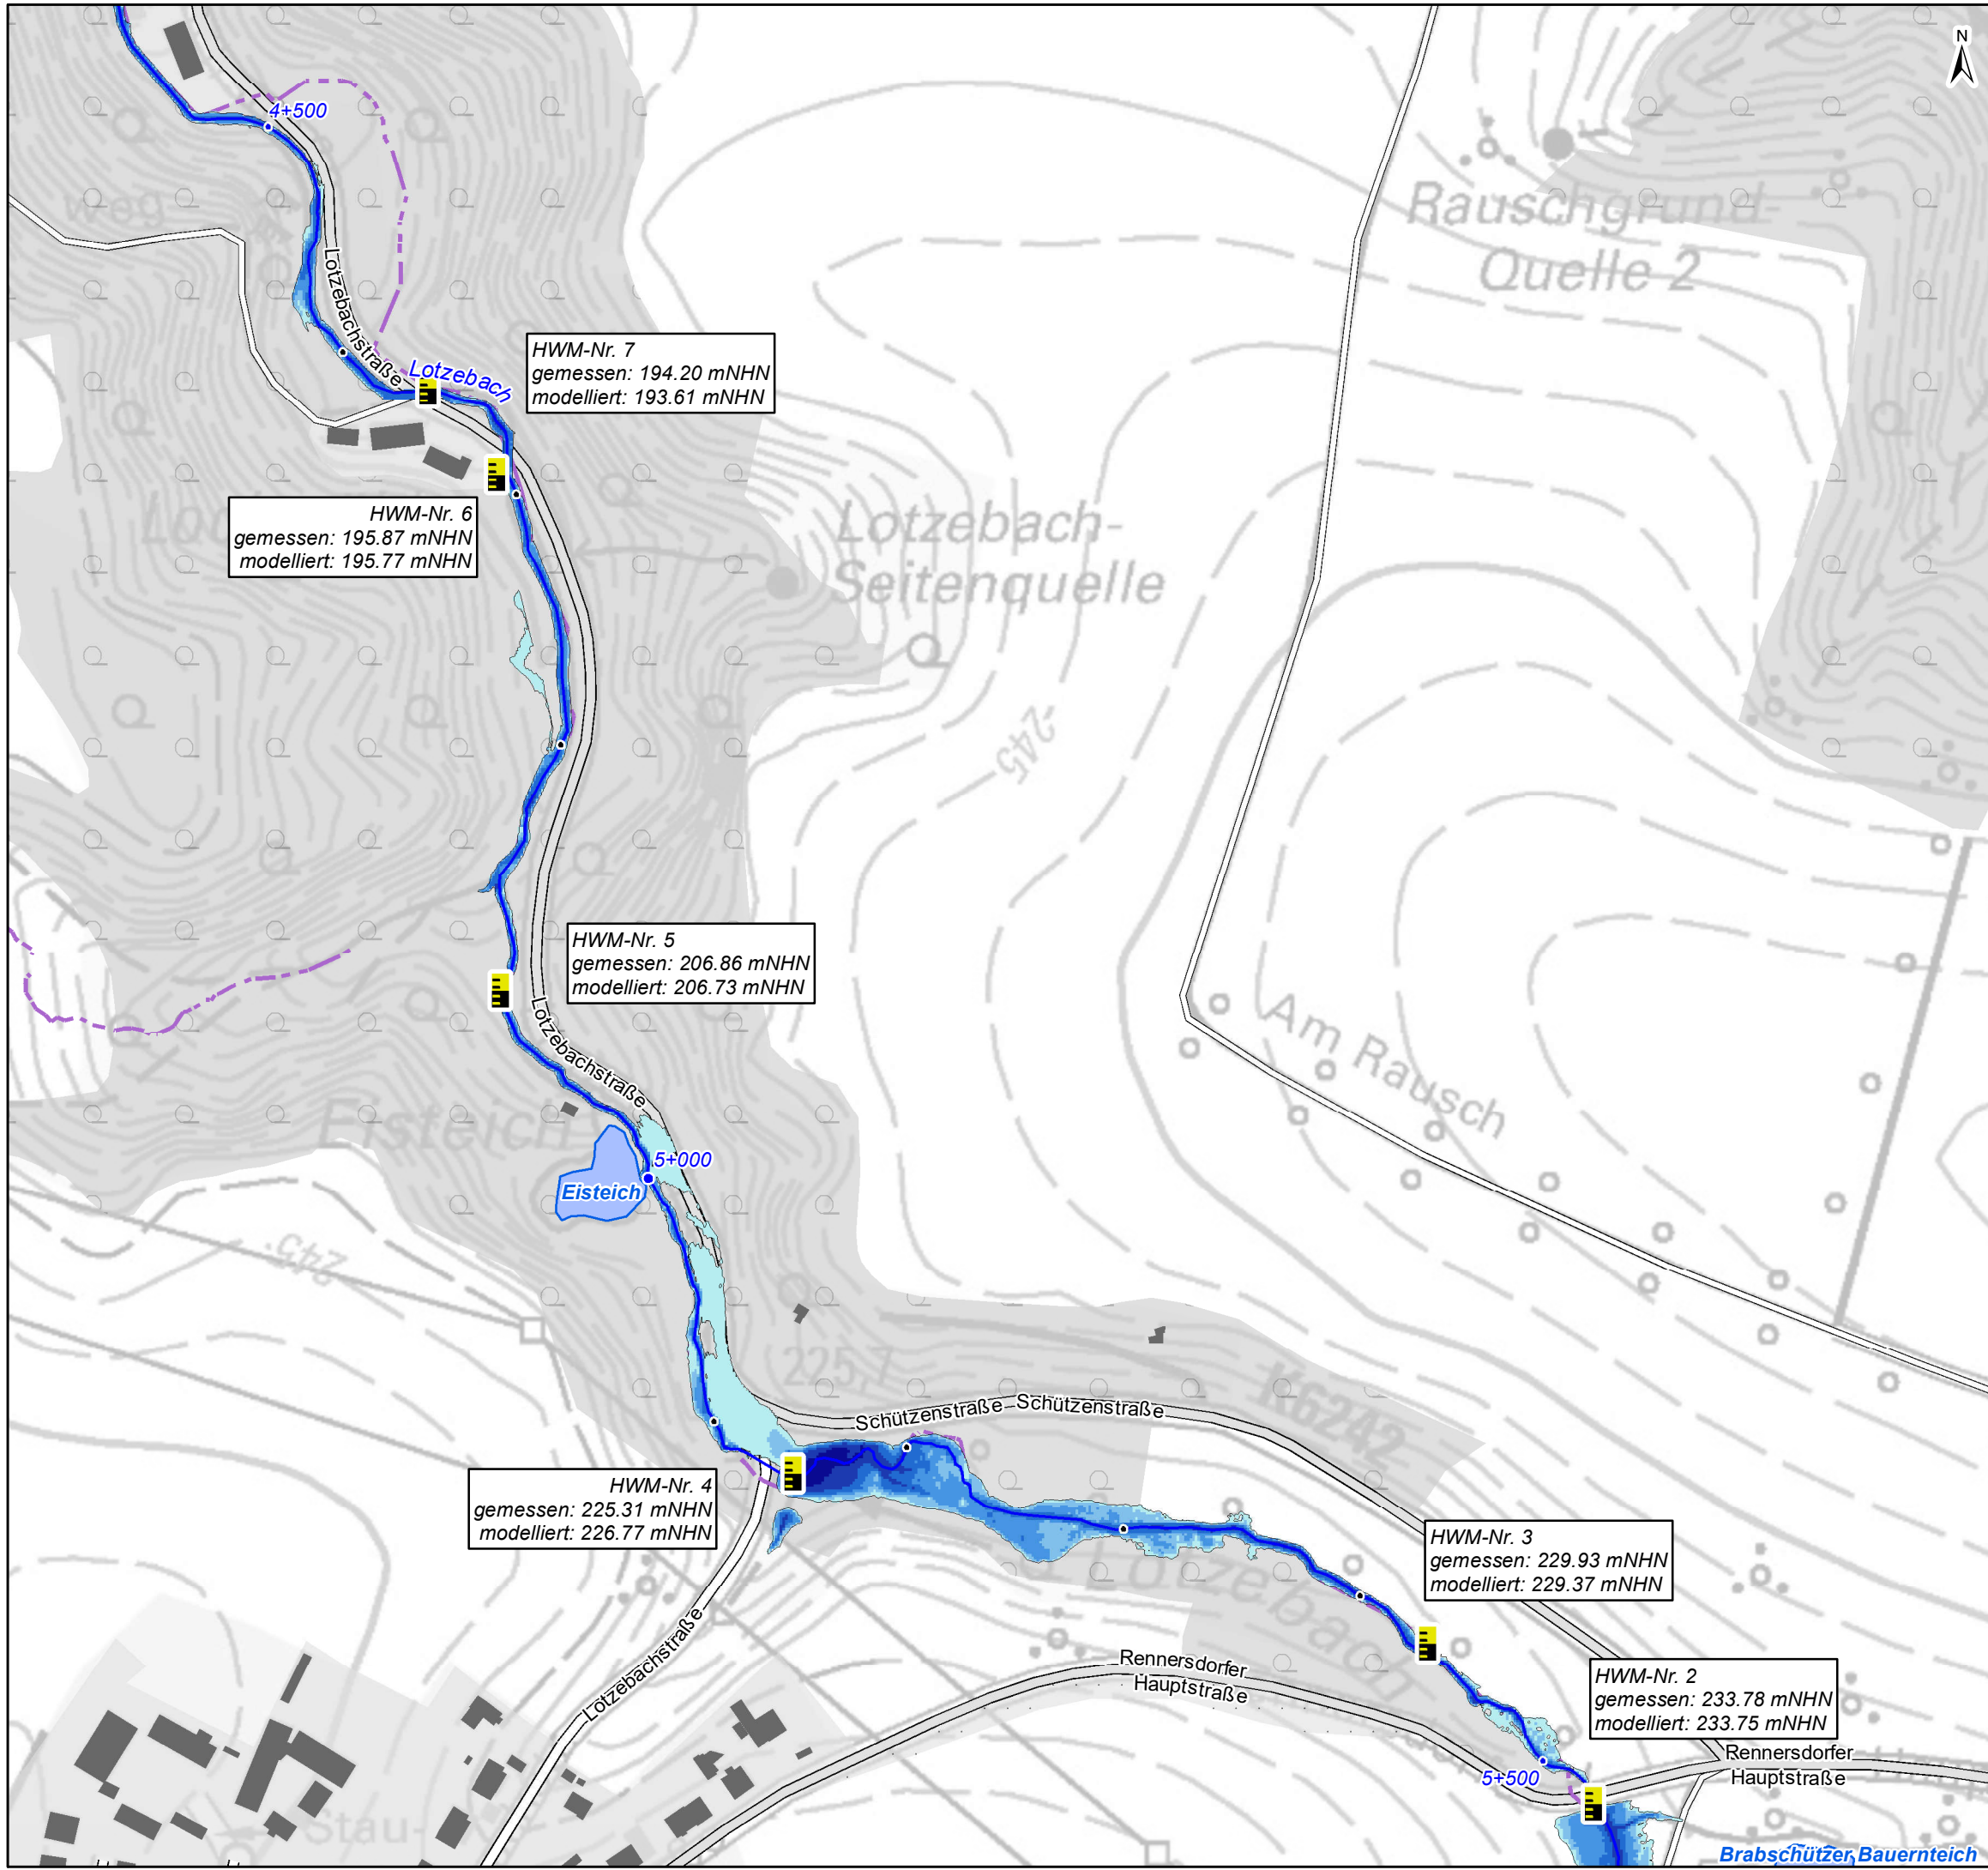 N
4+500
Weg
Rauschgrund-
Quelle 2
Lotzebachstraße
Lotzebach
HWM-Nr. 7
gemessen: 194.20 mNHN
modelliert: 193.61 mNHN
HWM-Nr. 6
gemessen: 195.87 mNHN
modelliert: 195.77 mNHN
Lotzebach-
Seitenquelle
245
HWM-Nr. 5
gemessen: 206.86 mNHN
modelliert: 206.73 mNHN
Lotzebachstraße
Am Rausch
Eisteich
5+000
Eisteich
245
225,7
K6242
Schützenstraße Schützenstraße
HWM-Nr. 4
gemessen: 225.31 mNHN
modelliert: 226.77 mNHN
HWM-Nr. 3
gemessen: 229.93 mNHN
modelliert: 229.37 mNHN
Lotzebach
Lotzebachstraße
Rennersdorfer
Hauptstraße
HWM-Nr. 2
gemessen: 233.78 mNHN
modelliert: 233.75 mNHN
Rennersdorfer
Hauptstraße
5+500
Stau-
Brabschützer Bauernteich